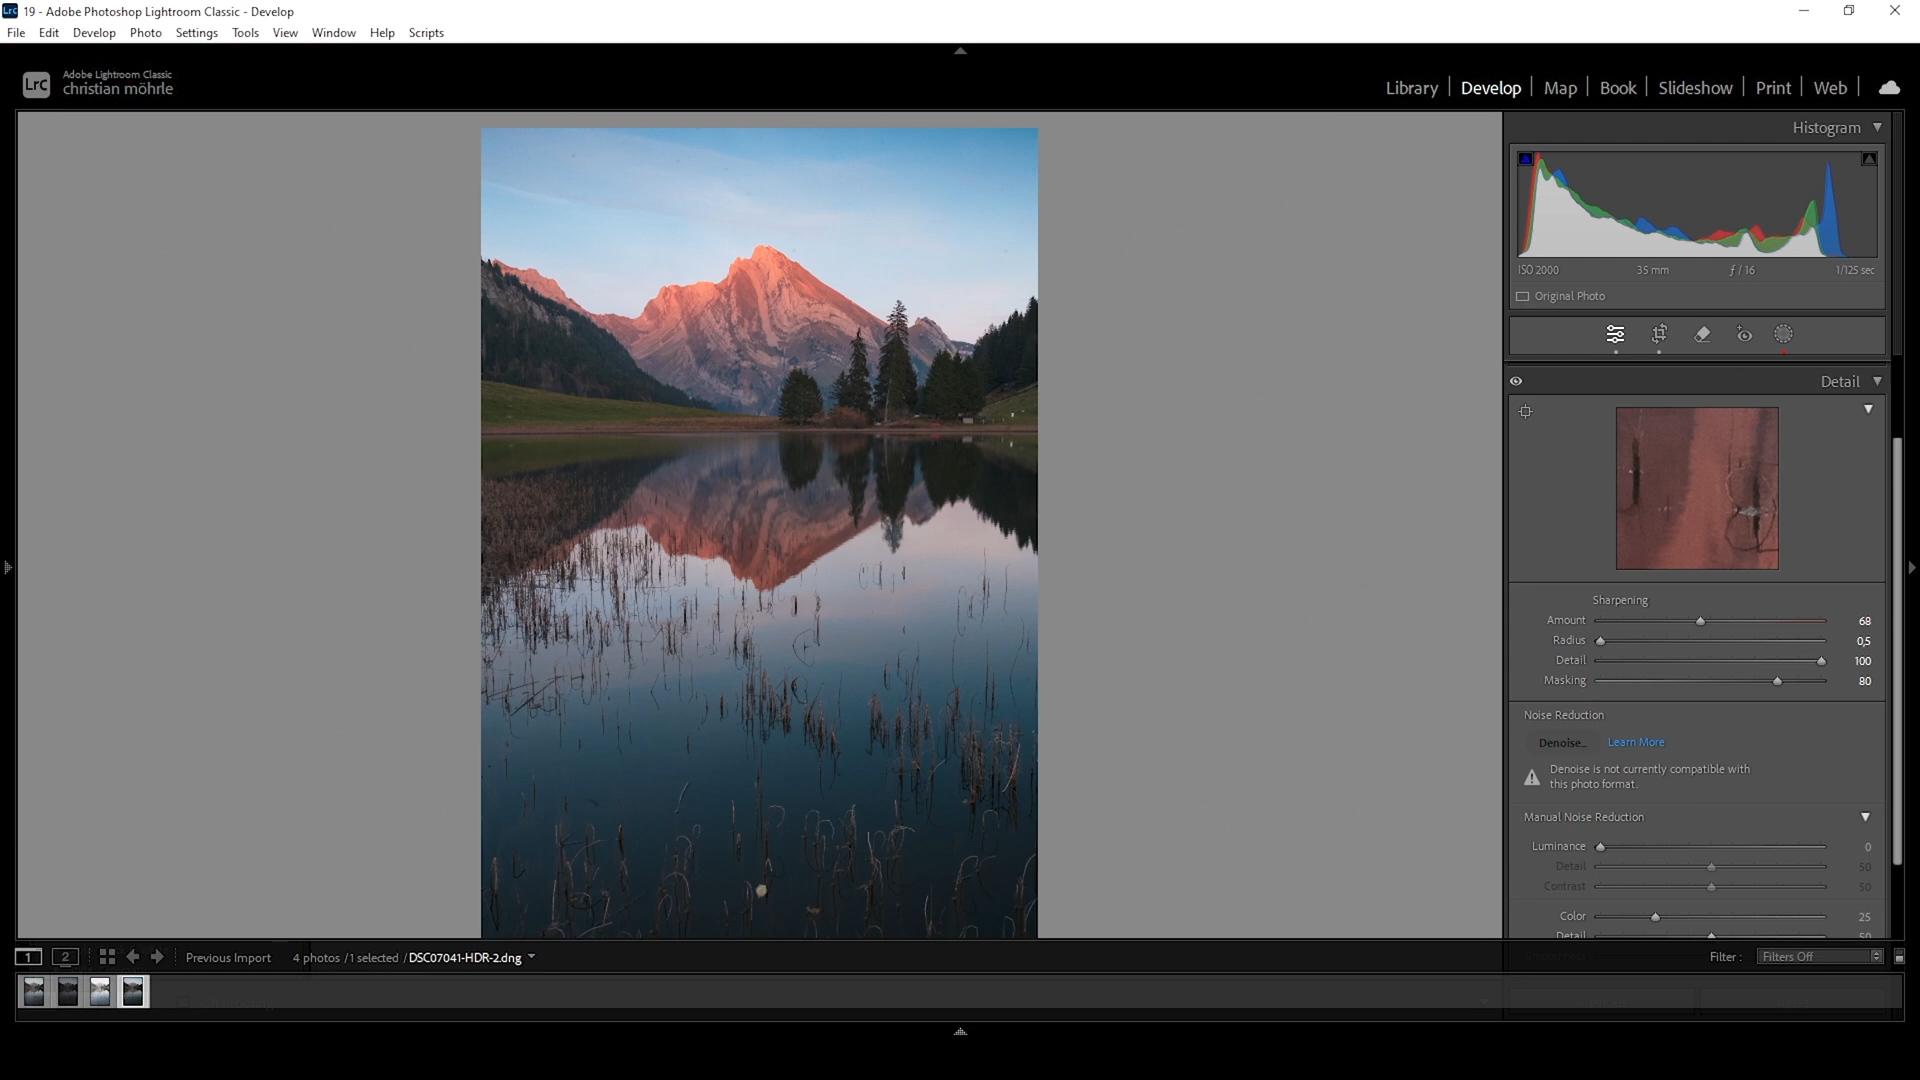 19 - Adobe Photoshop Lightroom Classic - Develop
File Edit Develop Photo Settings Tools View Window Help Scripts
LrC
Adobe Lightroom Classic
christian möhrle
Library Develop Map Book Slideshow Print Web
Histogram
ISO 2000 35 mm ƒ / 16 1/125 sec
Original Photo
Detail
Sharpening
Amount 68
Radius 0,5
Detail 100
Masking 80
Noise Reduction
Denoise... Learn More
Denoise is not currently compatible with
this photo format.
Manual Noise Reduction
Luminance 0
Detail 50
Contrast 50
Color 25
Detail 50
1 2 Previous Import 4 photos / 1 selected / DSC07041-HDR-2.dng Filter : Filters Off